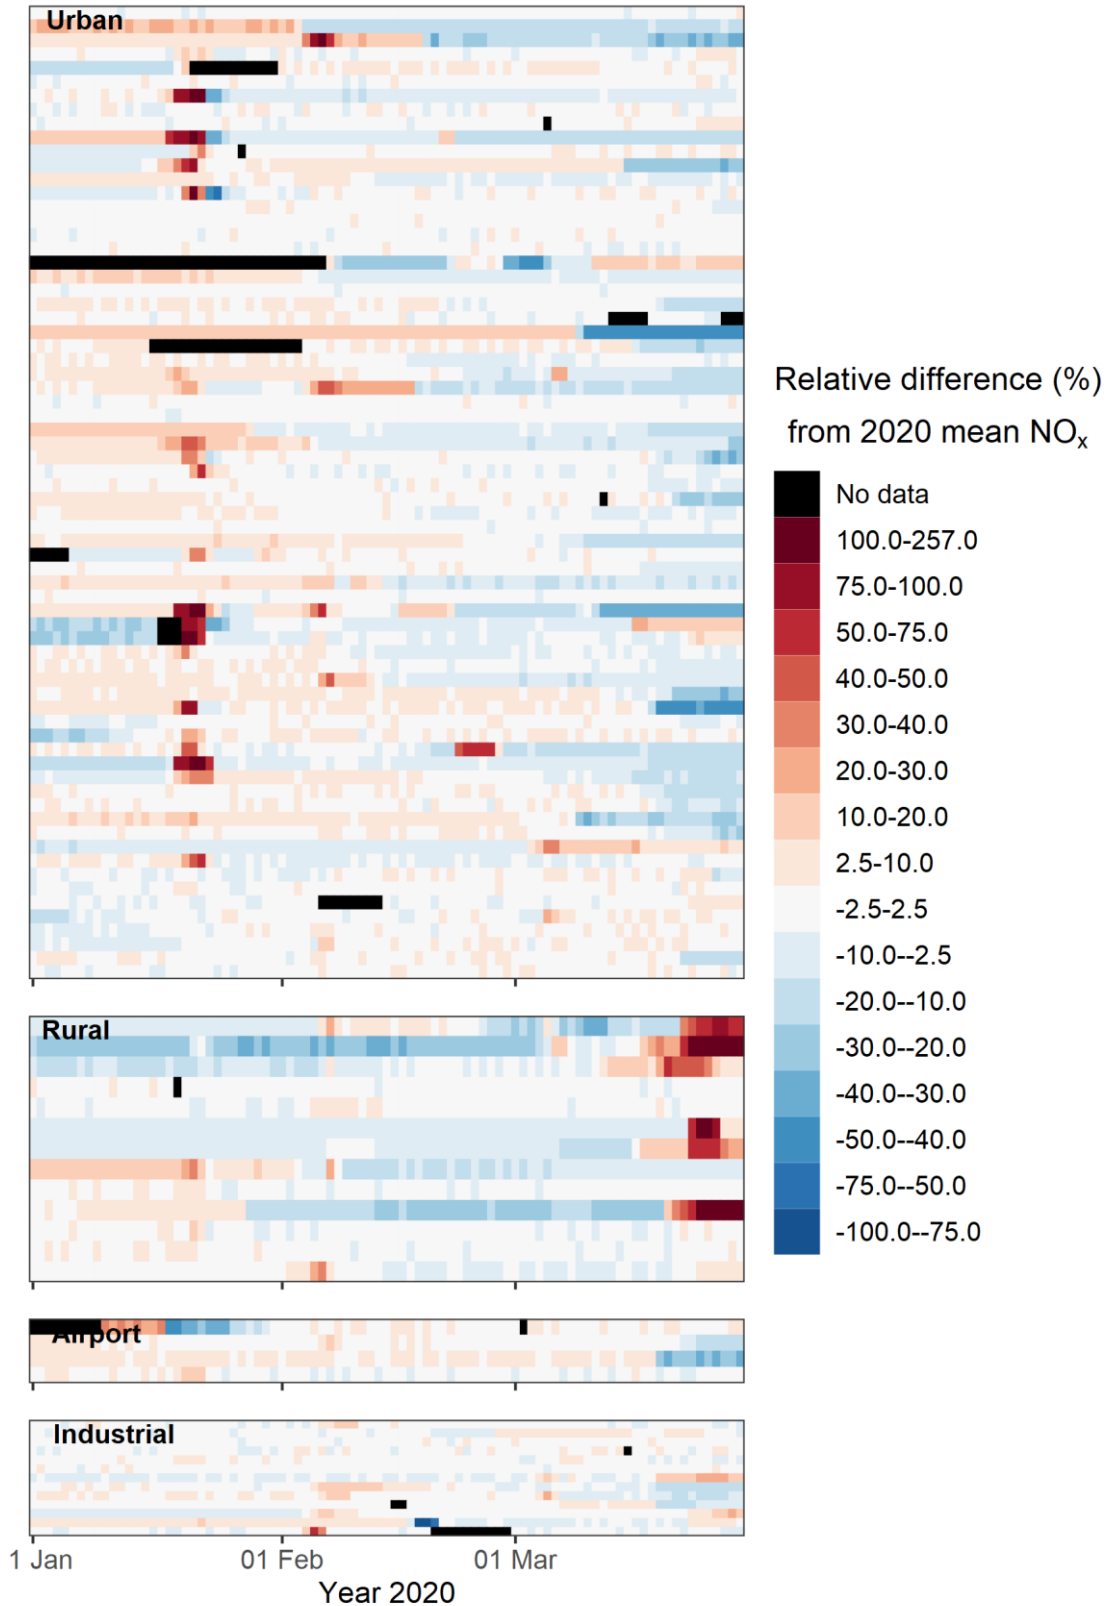 Urban
Relative difference (%)
from 2020 mean NOₓ
No data
100.0-257.0
75.0-100.0
50.0-75.0
40.0-50.0
30.0-40.0
20.0-30.0
10.0-20.0
2.5-10.0
-2.5-2.5
-10.0--2.5
-20.0--10.0
-30.0--20.0
-40.0--30.0
-50.0--40.0
-75.0--50.0
-100.0--75.0
Rural
Airport
Industrial
1 Jan 01 Feb 01 Mar
Year 2020